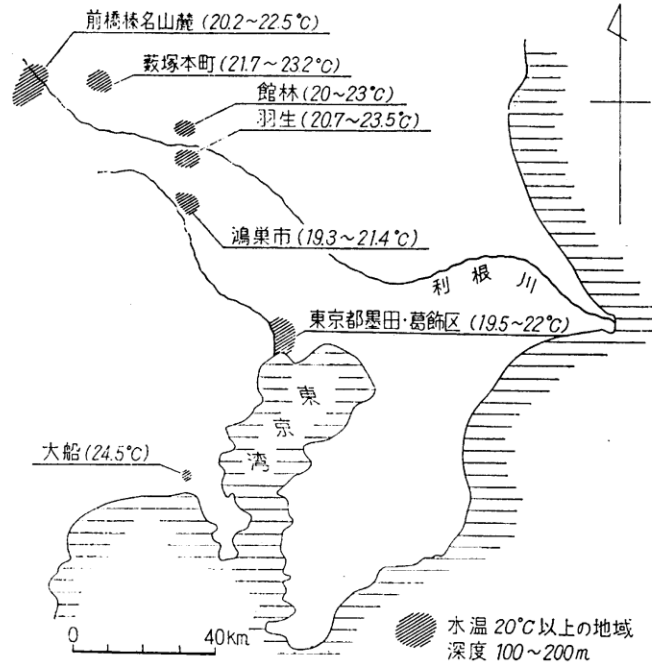 前橋榛名山麓 (20.2〜22.5°C)
藪塚本町 (21.7〜23.2°C)
館林 (20〜23°C)
羽生 (20.7〜23.5°C)
鴻巣市 (19.3〜21.4°C)
利根川
東京都墨田・葛飾区 (19.5〜22°C)
東京湾
大船 (24.5°C)
0 40km
水温 20°C以上の地域
深度 100〜200m